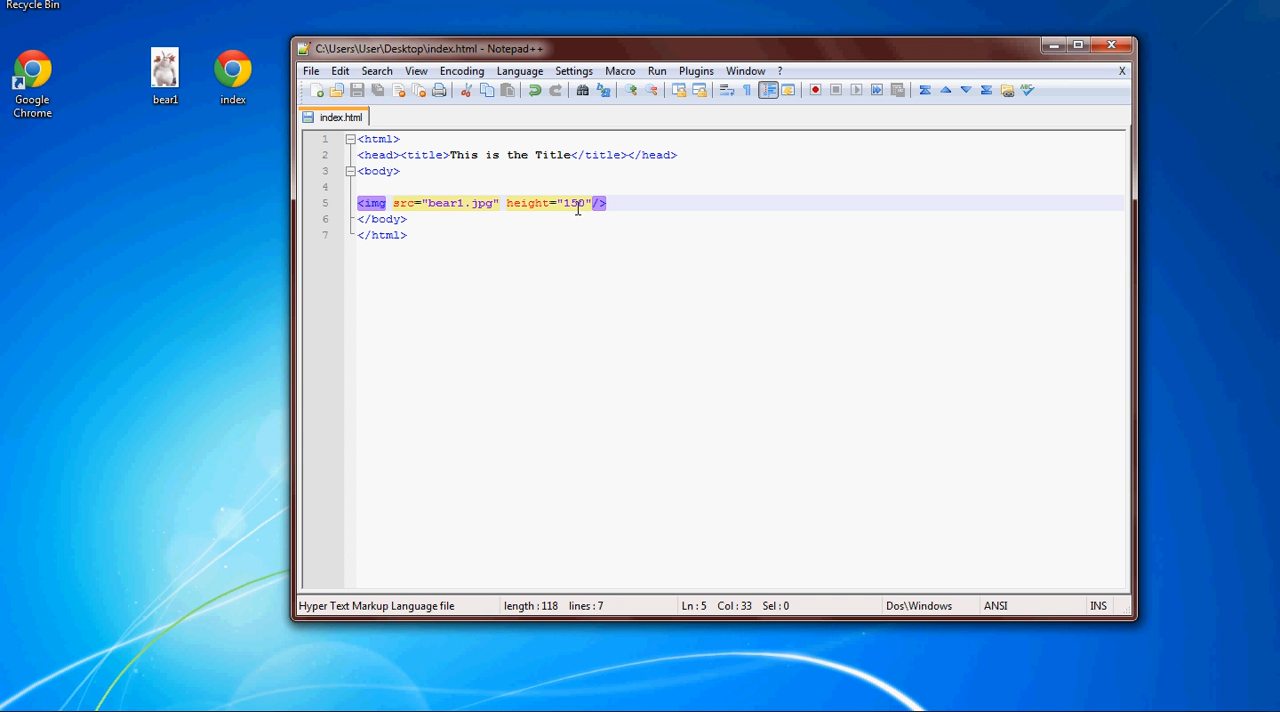 Recycle Bin
Google
Chrome
bear1
index
C:\Users\User\Desktop\index.html - Notepad++
File Edit Search View Encoding Language Settings Macro Run Plugins Window ? X
index.html
1 <html>
2 <head><title>This is the Title</title></head>
3 <body>
4
5 <img src="bear1.jpg" height="150"/>
6 </body>
7 </html>
Hyper Text Markup Language file length : 118 lines : 7 Ln : 5 Col : 33 Sel : 0 Dos\Windows ANSI INS